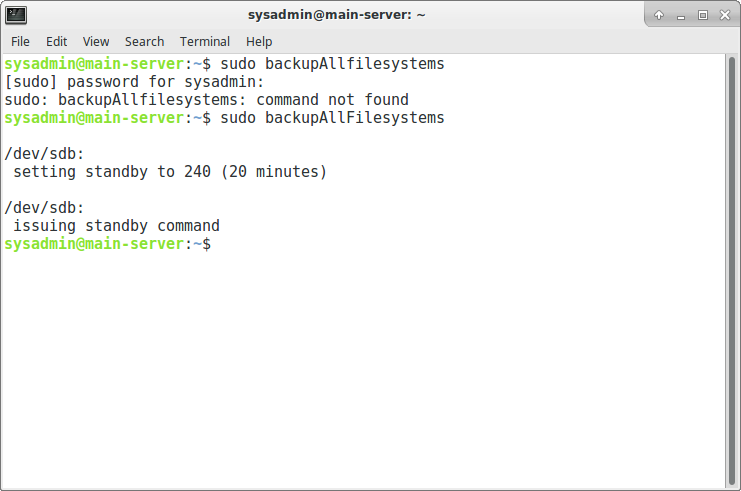 sysadmin@main-server: ~
File Edit View Search Terminal Help
sysadmin@main-server:~$ sudo backupAllfilesystems
[sudo] password for sysadmin:
sudo: backupAllfilesystems: command not found
sysadmin@main-server:~$ sudo backupAllFilesystems
/dev/sdb:
 setting standby to 240 (20 minutes)
/dev/sdb:
 issuing standby command
sysadmin@main-server:~$